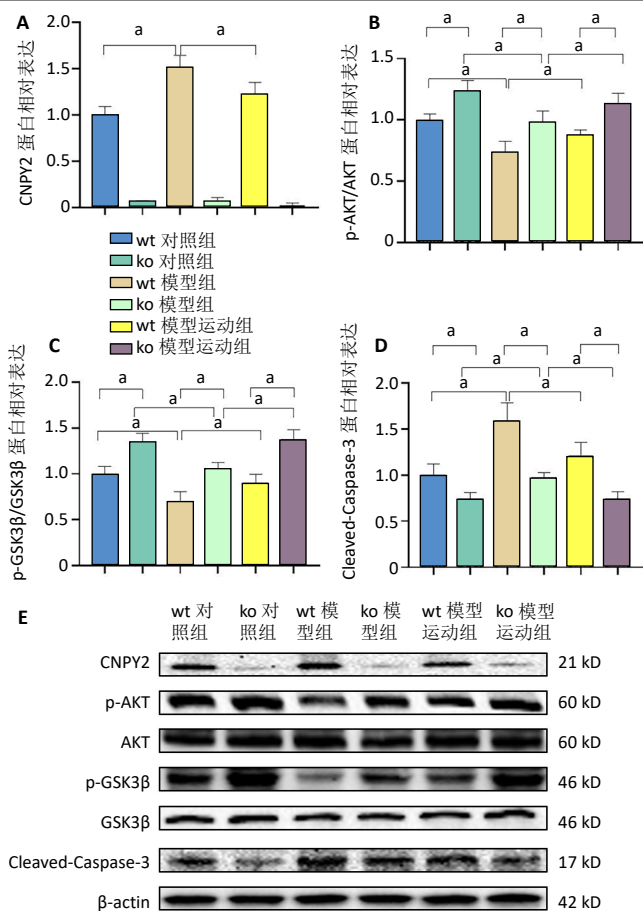 A
a
a
2.0
1.5
1.0
0.5
0
CNPY2 蛋白相对表达
B
a
a
a
a
a
a
a
1.5
1.0
0.5
p-AKT/AKT 蛋白相对表达
wt 对照组
ko 对照组
wt 模型组
ko 模型组
wt 模型运动组
ko 模型运动组
C
a
a
a
a
a
a
a
2.0
1.5
1.0
0.5
0
p-GSK3β/GSK3β 蛋白相对表达
D
a
a
a
a
a
a
a
2.0
1.5
1.0
0.5
0
Cleaved-Caspase-3 蛋白相对表达
E
wt 对照组
ko 对照组
wt 模型组
ko 模型组
wt 模型运动组
ko 模型运动组
CNPY2 21 kD
p-AKT 60 kD
AKT 60 kD
p-GSK3β 46 kD
GSK3β 46 kD
Cleaved-Caspase-3 17 kD
β-actin 42 kD